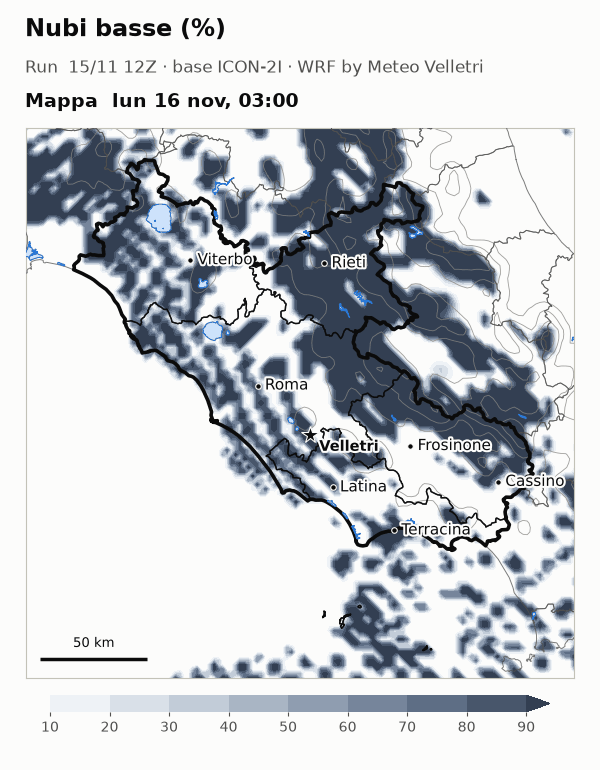 Nubi basse (%)
Run  15/11 12Z · base ICON-2I · WRF by Meteo Velletri
Mappa  lun 16 nov, 03:00
Viterbo
Rieti
Roma
Velletri
Frosinone
Cassino
Latina
Terracina
50 km
10 20 30 40 50 60 70 80 90